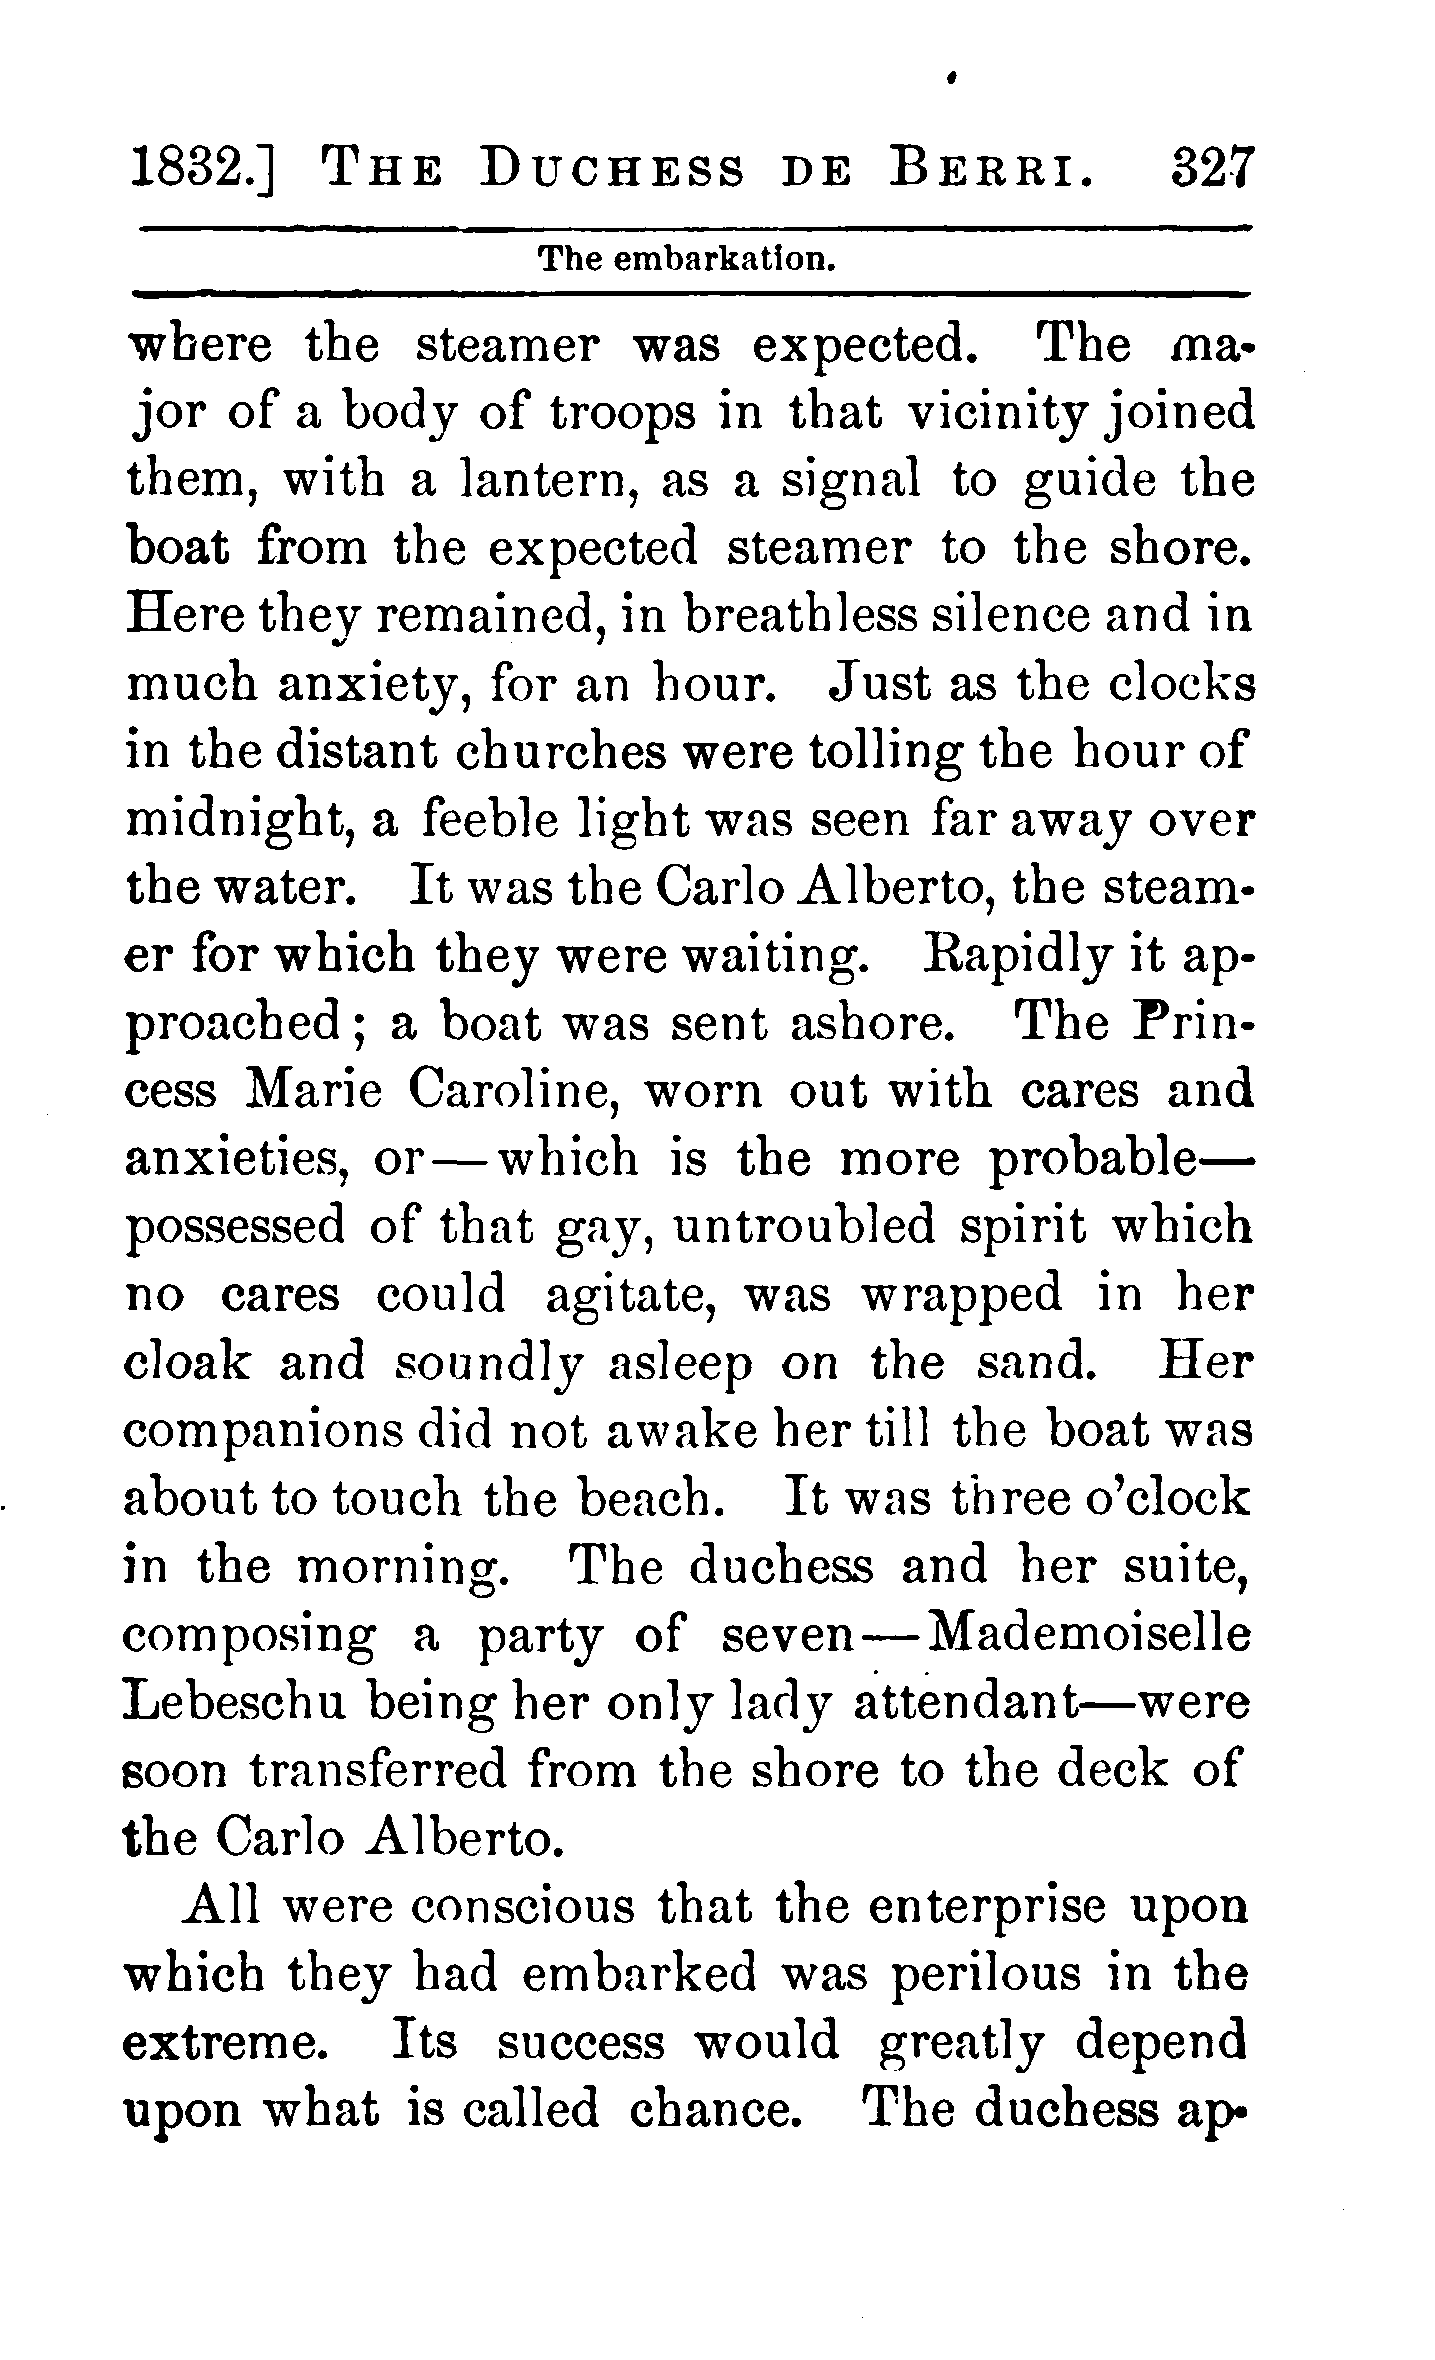 1832.] THE DUCHESS DE BERRI. 327
The embarkation.
where the steamer was expected. The ma-
jor of a body of troops in that vicinity joined
them, with a lantern, as a signal to guide the
boat from the expected steamer to the shore.
Here they remained, in breathless silence and in
much anxiety, for an hour. Just as the clocks
in the distant churches were tolling the hour of
midnight, a feeble light was seen far away over
the water. It was the Carlo Alberto, the steam-
er for which they were waiting. Rapidly it ap-
proached; a boat was sent ashore. The Prin-
cess Marie Caroline, worn out with cares and
anxieties, or—which is the more probable—
possessed of that gay, untroubled spirit which
no cares could agitate, was wrapped in her
cloak and soundly asleep on the sand. Her
companions did not awake her till the boat was
about to touch the beach. It was three o'clock
in the morning. The duchess and her suite,
composing a party of seven—Mademoiselle
Lebeschu being her only lady attendant—were
soon transferred from the shore to the deck of
the Carlo Alberto.
All were conscious that the enterprise upon
which they had embarked was perilous in the
extreme. Its success would greatly depend
upon what is called chance. The duchess ap-